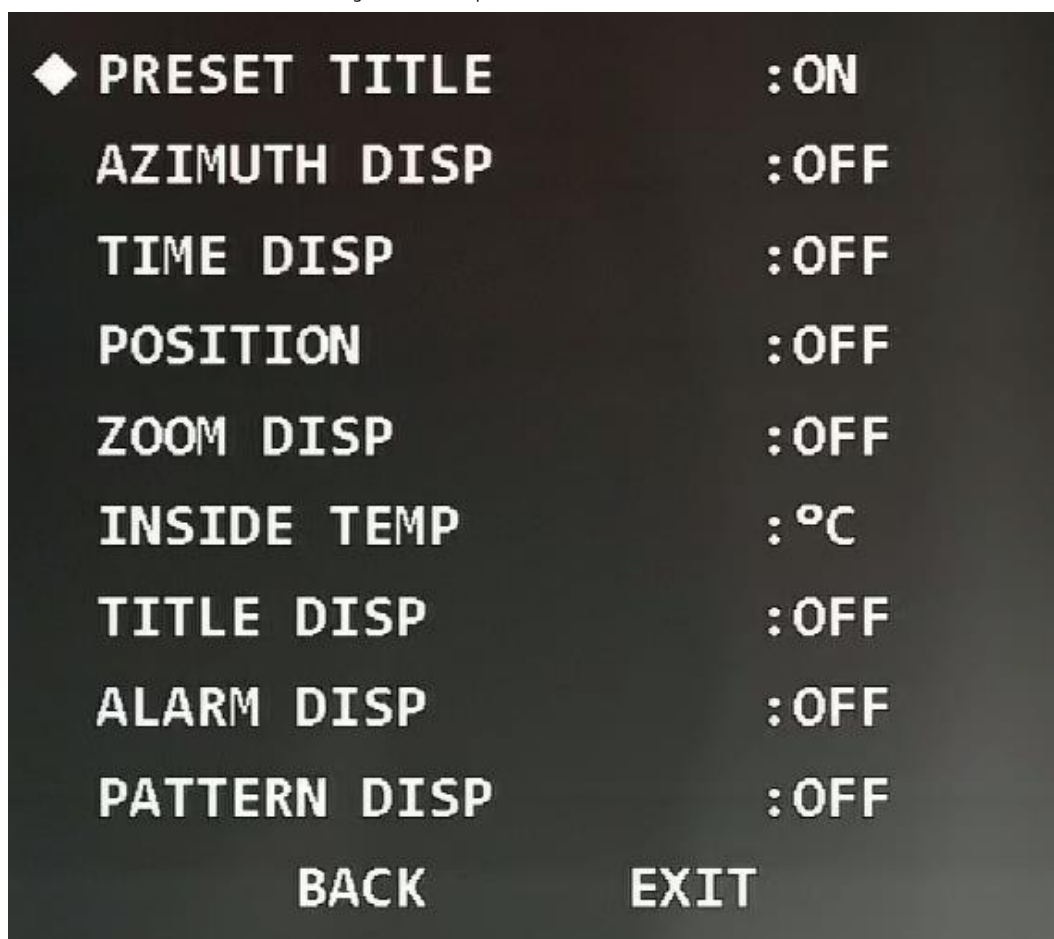 ◆ PRESET TITLE :ON
AZIMUTH DISP :OFF
TIME DISP :OFF
POSITION :OFF
ZOOM DISP :OFF
INSIDE TEMP :ºC
TITLE DISP :OFF
ALARM DISP :OFF
PATTERN DISP :OFF
BACK EXIT